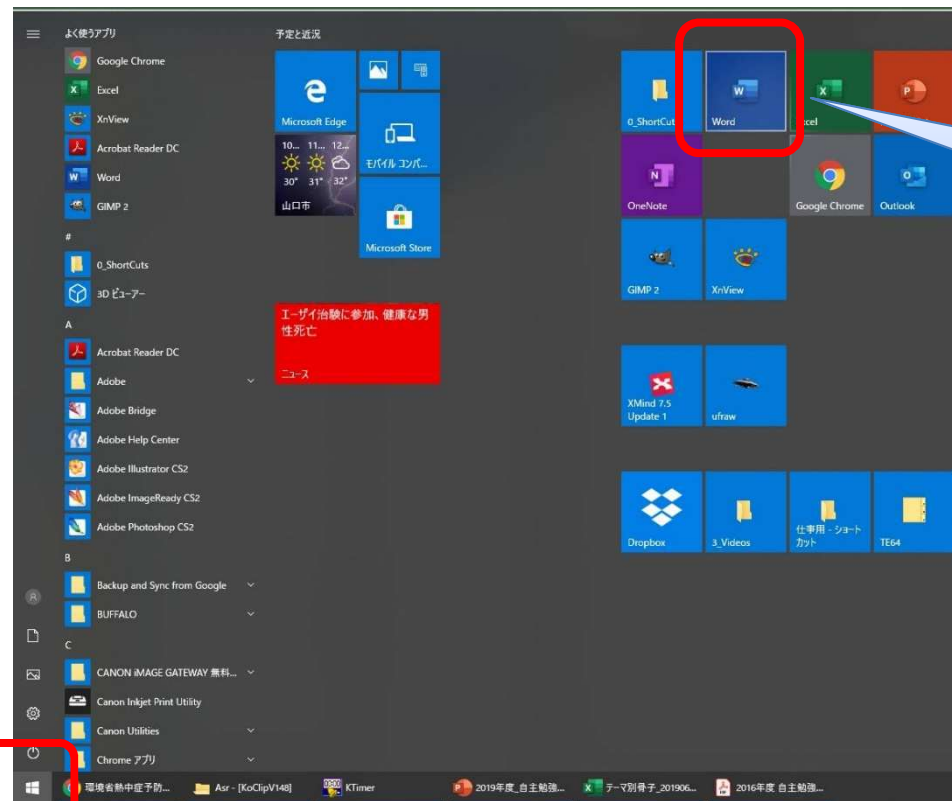 よく使うアプリ
Google Chrome
Excel
XnView
Acrobat Reader DC
Word
GIMP 2
#
0_ShortCuts
3D ビューアー
A
Acrobat Reader DC
Adobe
Adobe Bridge
Adobe Help Center
Adobe Illustrator CS2
Adobe ImageReady CS2
Adobe Photoshop CS2
B
Backup and Sync from Google
BUFFALO
C
CANON iMAGE GATEWAY 無料...
Canon Inkjet Print Utility
Canon Utilities
Chrome アプリ
予定と近況
Microsoft Edge
10... 11... 12...
30° 31° 32°
山口市
モバイル コンパ...
Microsoft Store
エーザイ治験に参加、健康な男
性死亡
ニュース
0_ShortCut
Word
Excel
OneNote
Google Chrome
Outlook
GIMP 2
XnView
XMind 7.5
Update 1
ufraw
Dropbox
3_Videos
仕事用 - ショート
カット
TE64
環境省熱中症予防...
Asr - [KoClipV148]
KTimer
2019年度_自主勉強...
テーマ別骨子_201906...
2016年度 自主勉強...